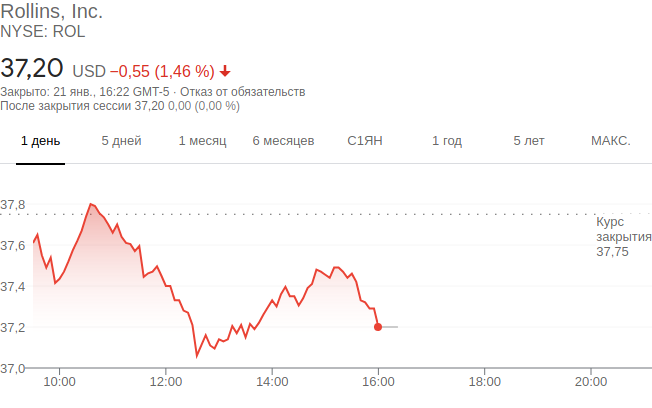 Rollins, Inc.
NYSE: ROL
37,20 USD −0,55 (1,46 %)
Закрыто: 21 янв., 16:22 GMT-5 · Отказ от обязательств
После закрытия сессии 37,20 0,00 (0,00 %)
1 день 5 дней 1 месяц 6 месяцев С1ЯН 1 год 5 лет МАКС.
37,8
Курс
закрытия
37,75
37,6
37,4
37,2
37,0
10:00 12:00 14:00 16:00 18:00 20:00